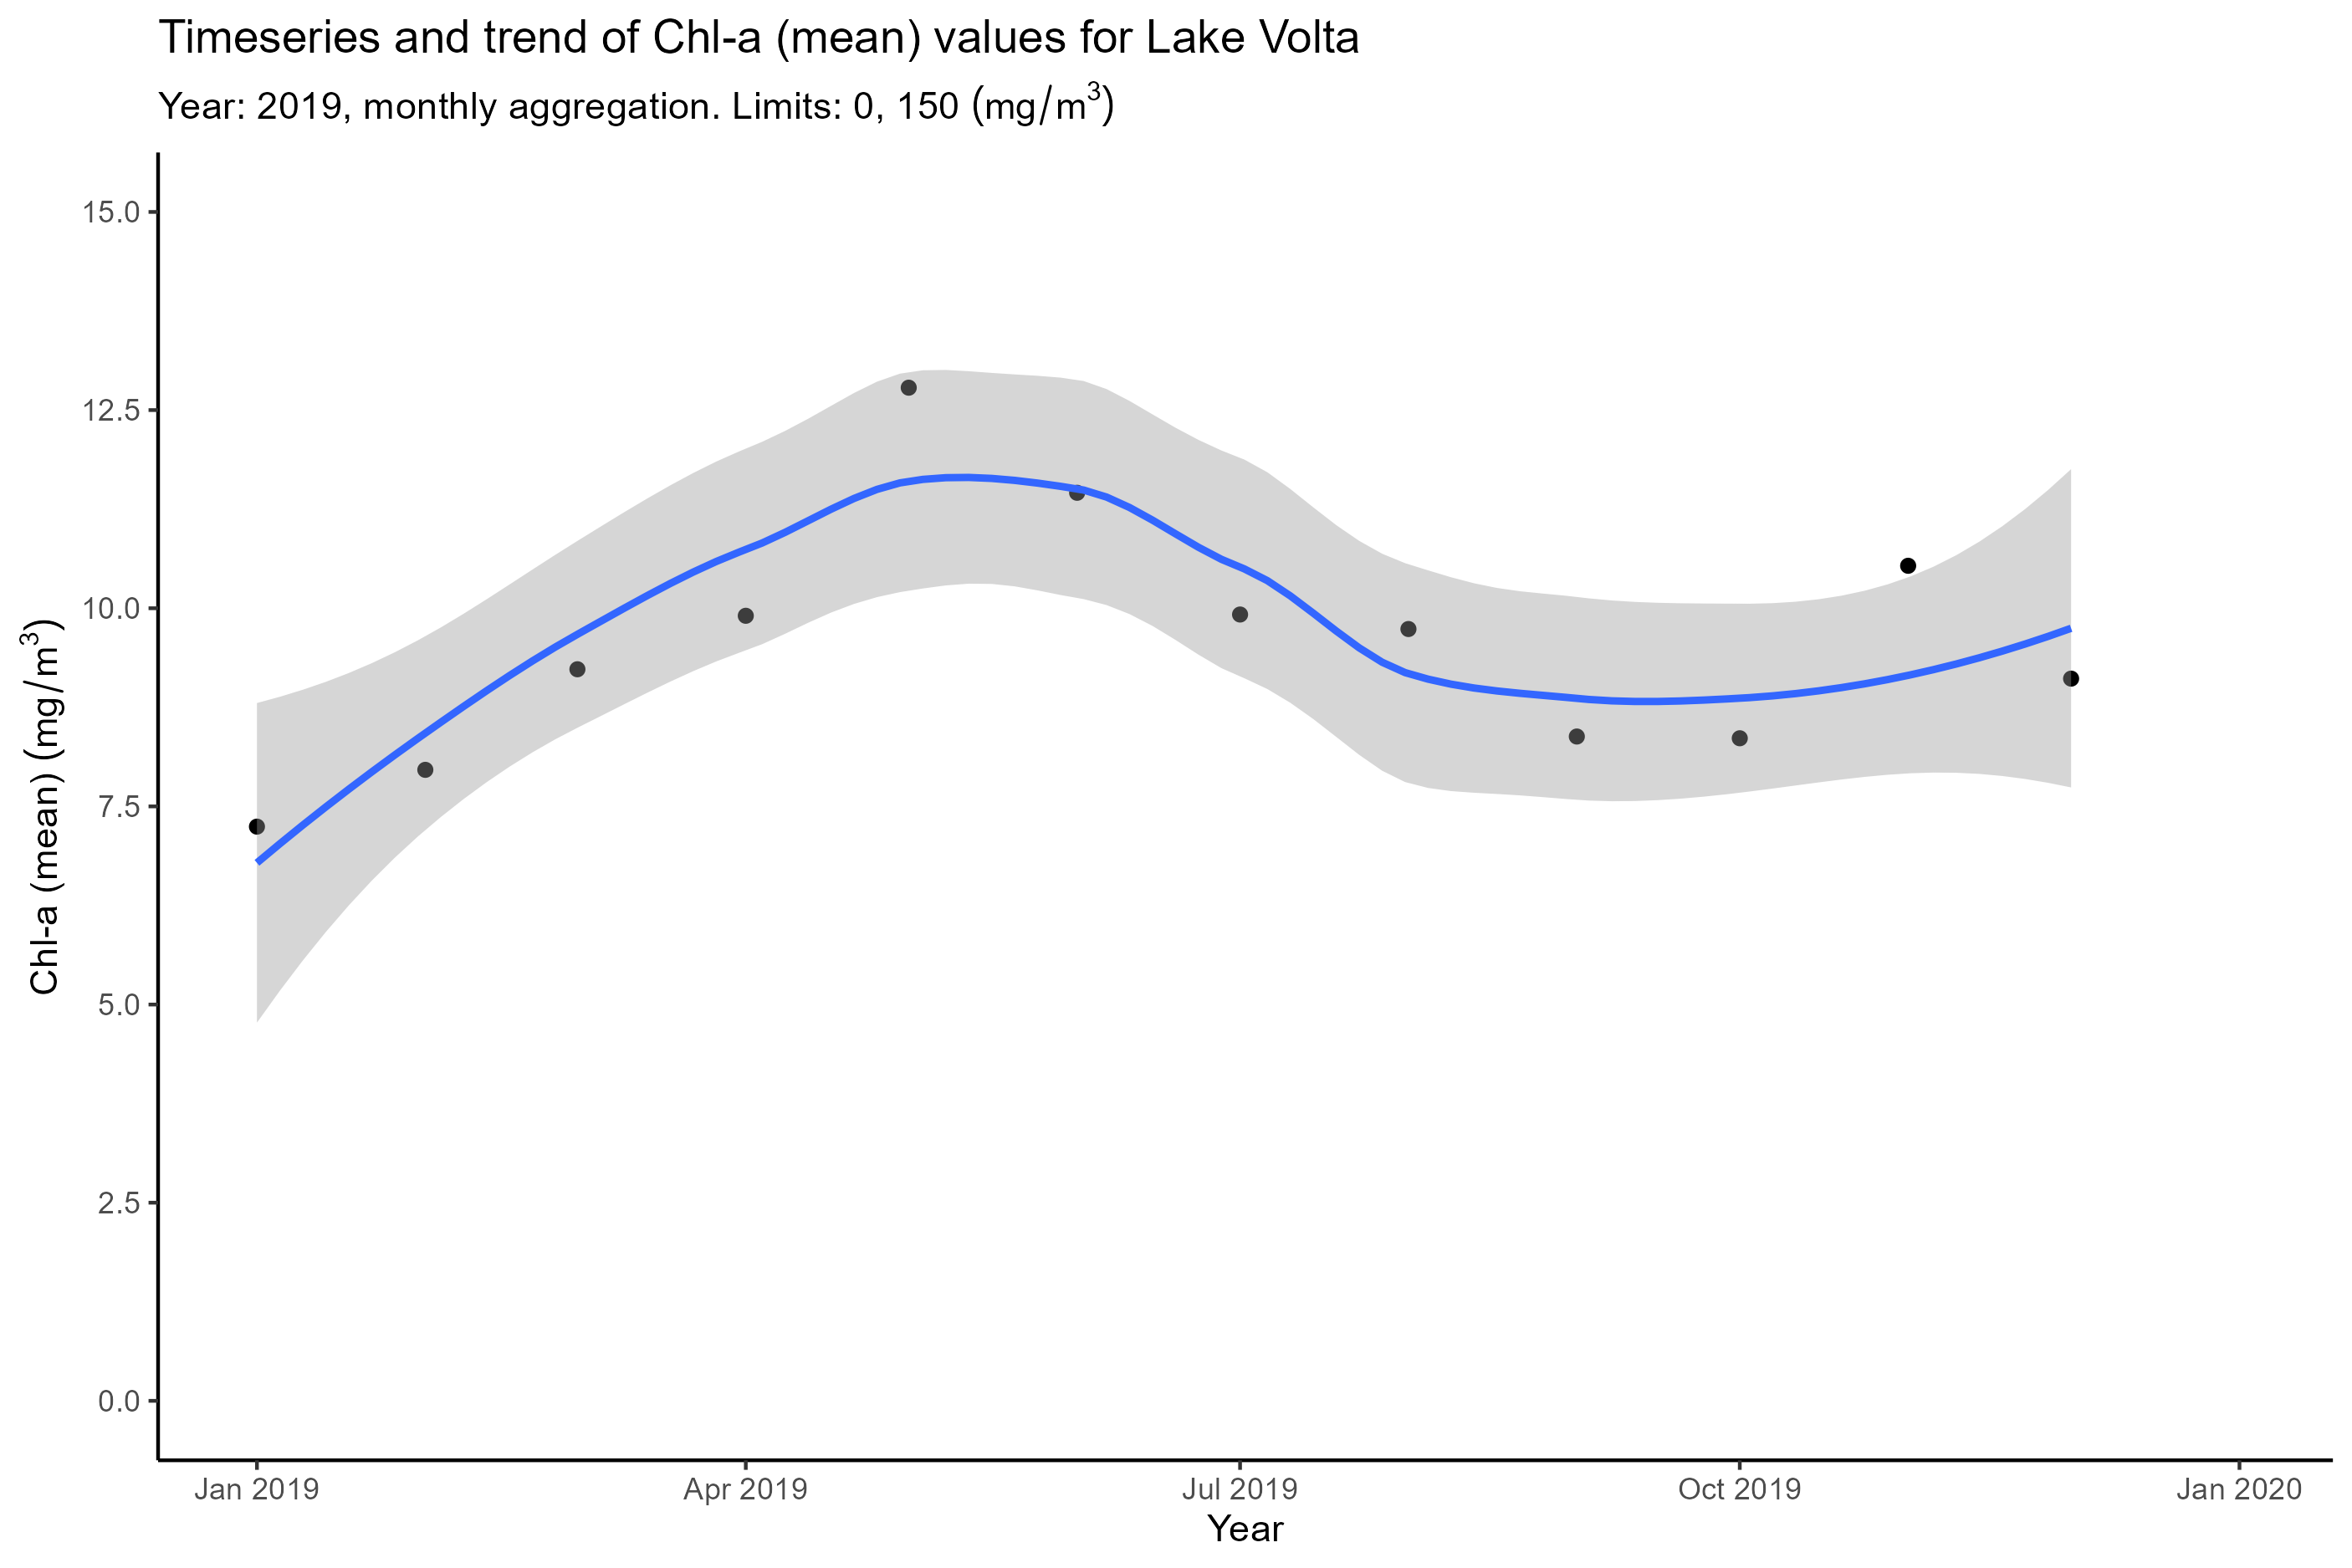 Timeseries and trend of Chl-a (mean) values for Lake Volta
Year: 2019, monthly aggregation. Limits: 0, 150 (mg/m³)
15.0
12.5
10.0
7.5
5.0
2.5
0.0
Chl-a (mean) (mg/m³)
Jan 2019 Apr 2019 Jul 2019 Oct 2019 Jan 2020
Year